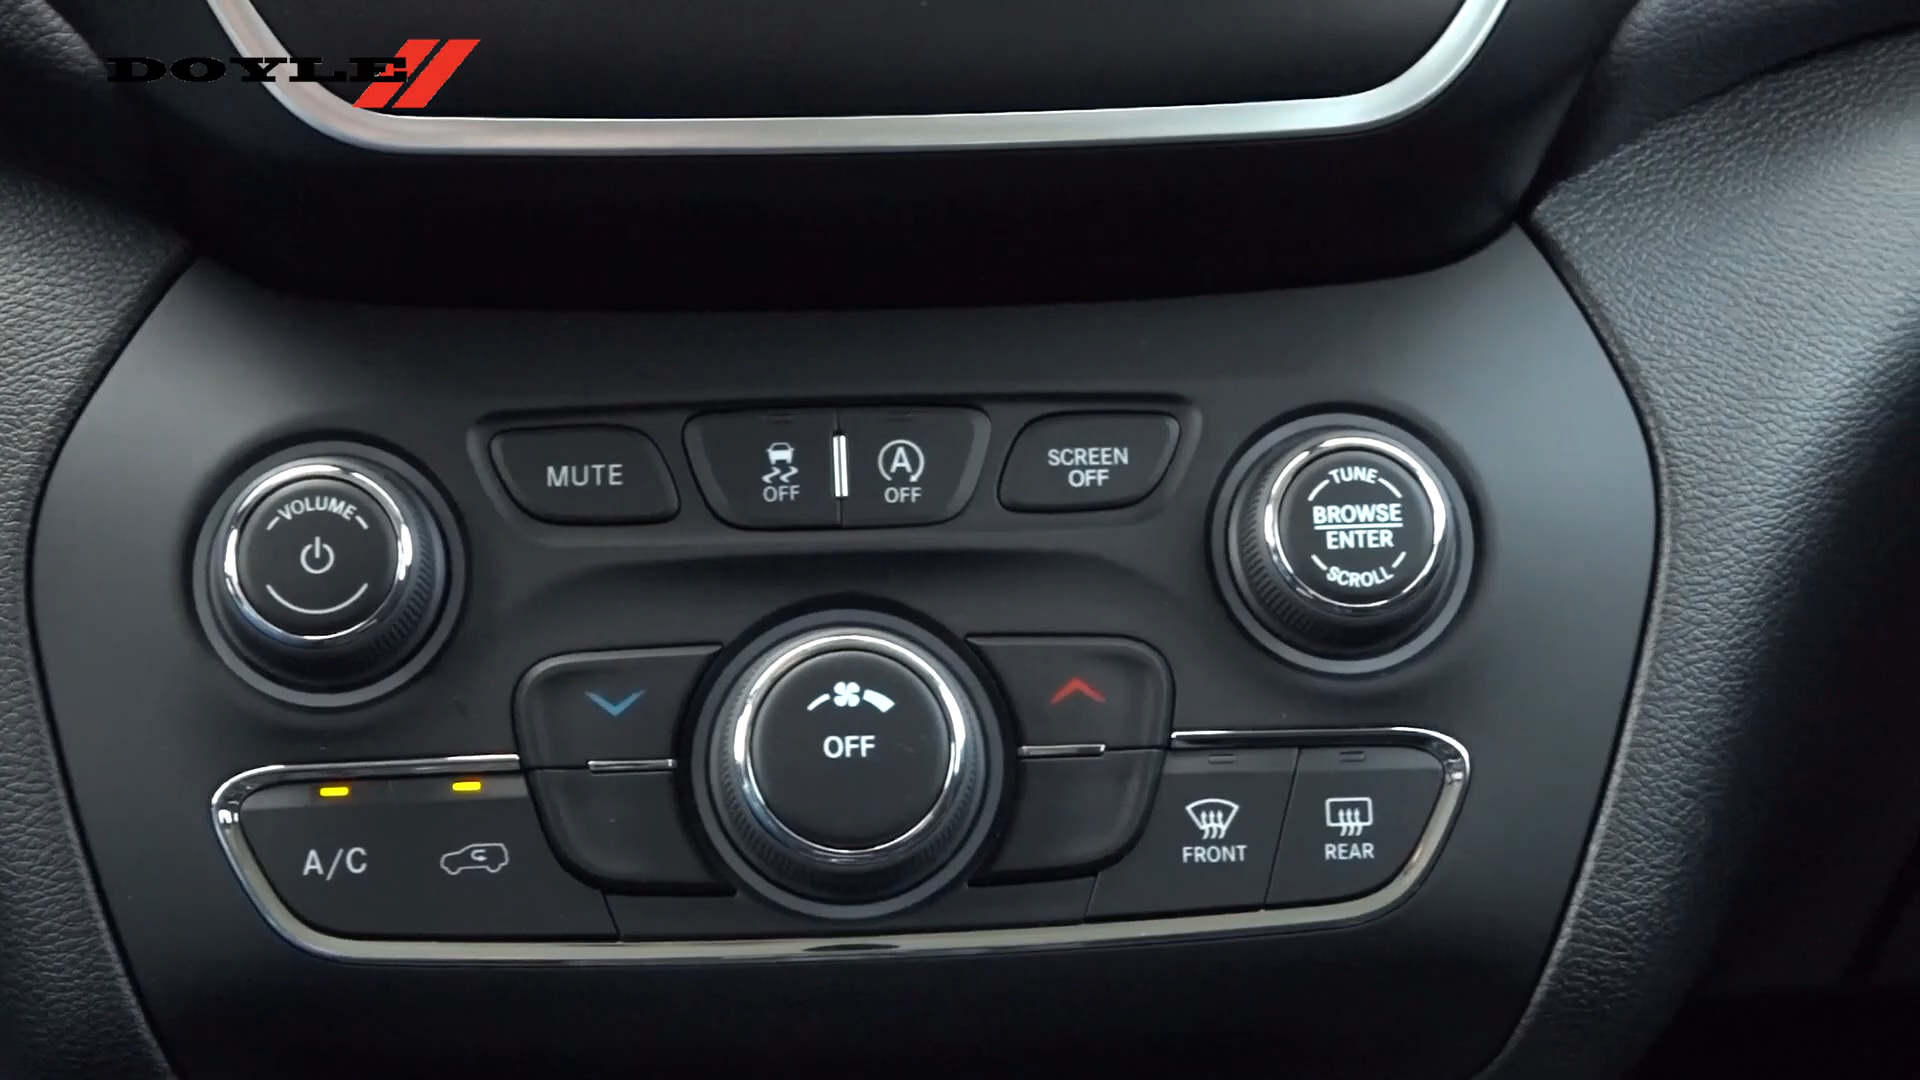 DOYLE
MUTE
OFF
A
OFF
SCREEN
OFF
VOLUME
TUNE
BROWSE
ENTER
SCROLL
OFF
A/C
FRONT
REAR